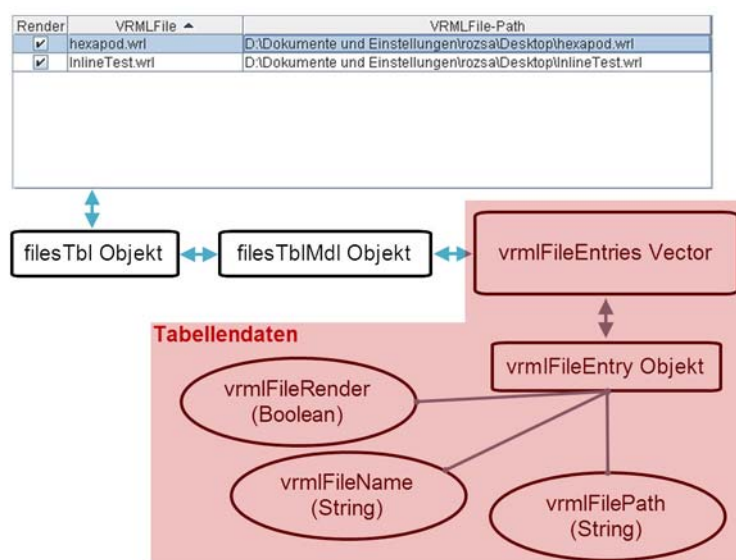 Render VRMLFile VRMLFile-Path
hexapod.wrl D:\Dokumente und Einstellungen\rozsa\Desktop\hexapod.wrl
InlineTest.wrl D:\Dokumente und Einstellungen\rozsa\Desktop\InlineTest.wrl
filesTbl Objekt
filesTblMdl Objekt
vrmlFileEntries Vector
Tabellendaten
vrmlFileEntry Objekt
vrmlFileRender
(Boolean)
vrmlFileName
(String)
vrmlFilePath
(String)